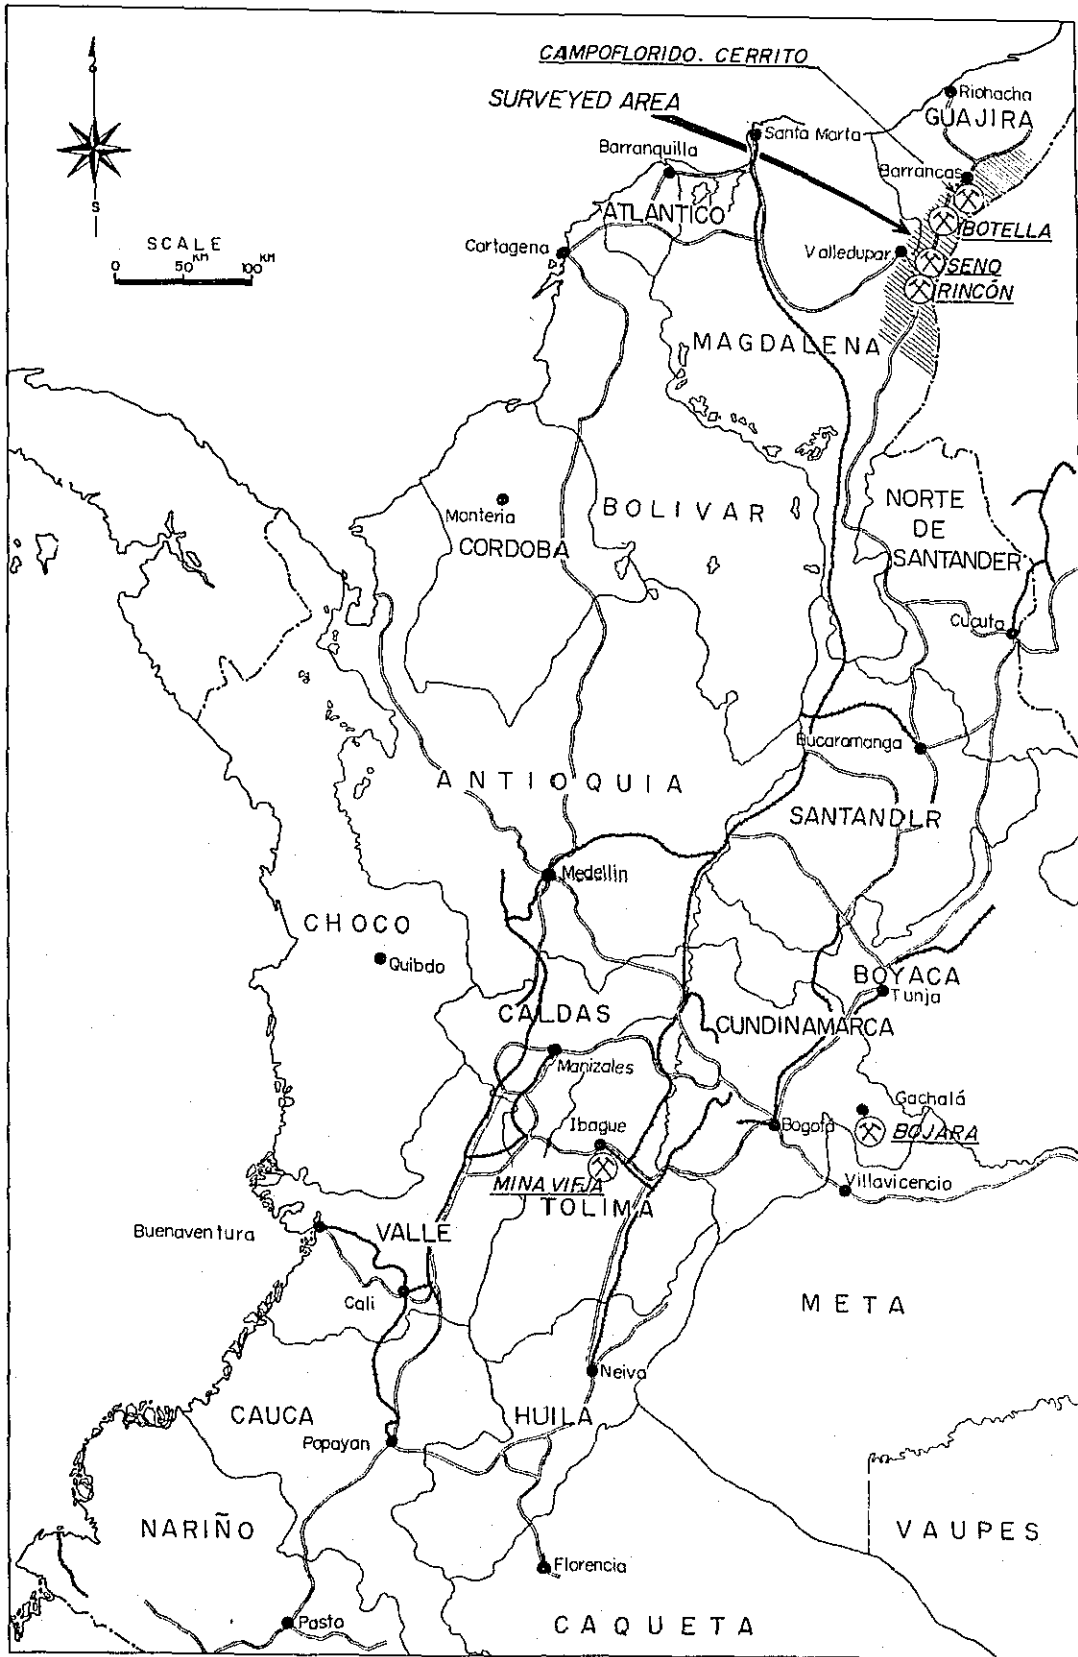 CAMPOFLORIDO. CERRITO
Riohacha
SURVEYED AREA
GUAJIRA
Santa Marta
Barranquilla
Barrancas
ATLANTICO
BOTELLA
S
SCALE
0 50 KM 100 KM
Cartagena
Valledupar
SENO
RINCÓN
MAGDALENA
NORTE
DE
SANTANDER
BOLIVAR
Monteria
CORDOBA
Cucuta
Bucaramanga
ANTIOQUIA
SANTANDLR
Medellin
CHOCO
Quibdo
BOYACA
Tunja
CALDAS
CUNDINAMARCA
Manizales
Gachalá
Ibague
Bogotá
BOJARA
MINA VIEJA
Villavicencio
TOLIMA
Buenaventura
VALLE
Cali
META
Neiva
CAUCA
HUILA
Popayan
NARIÑO
VAUPES
Florencia
Pasto
CAQUETA